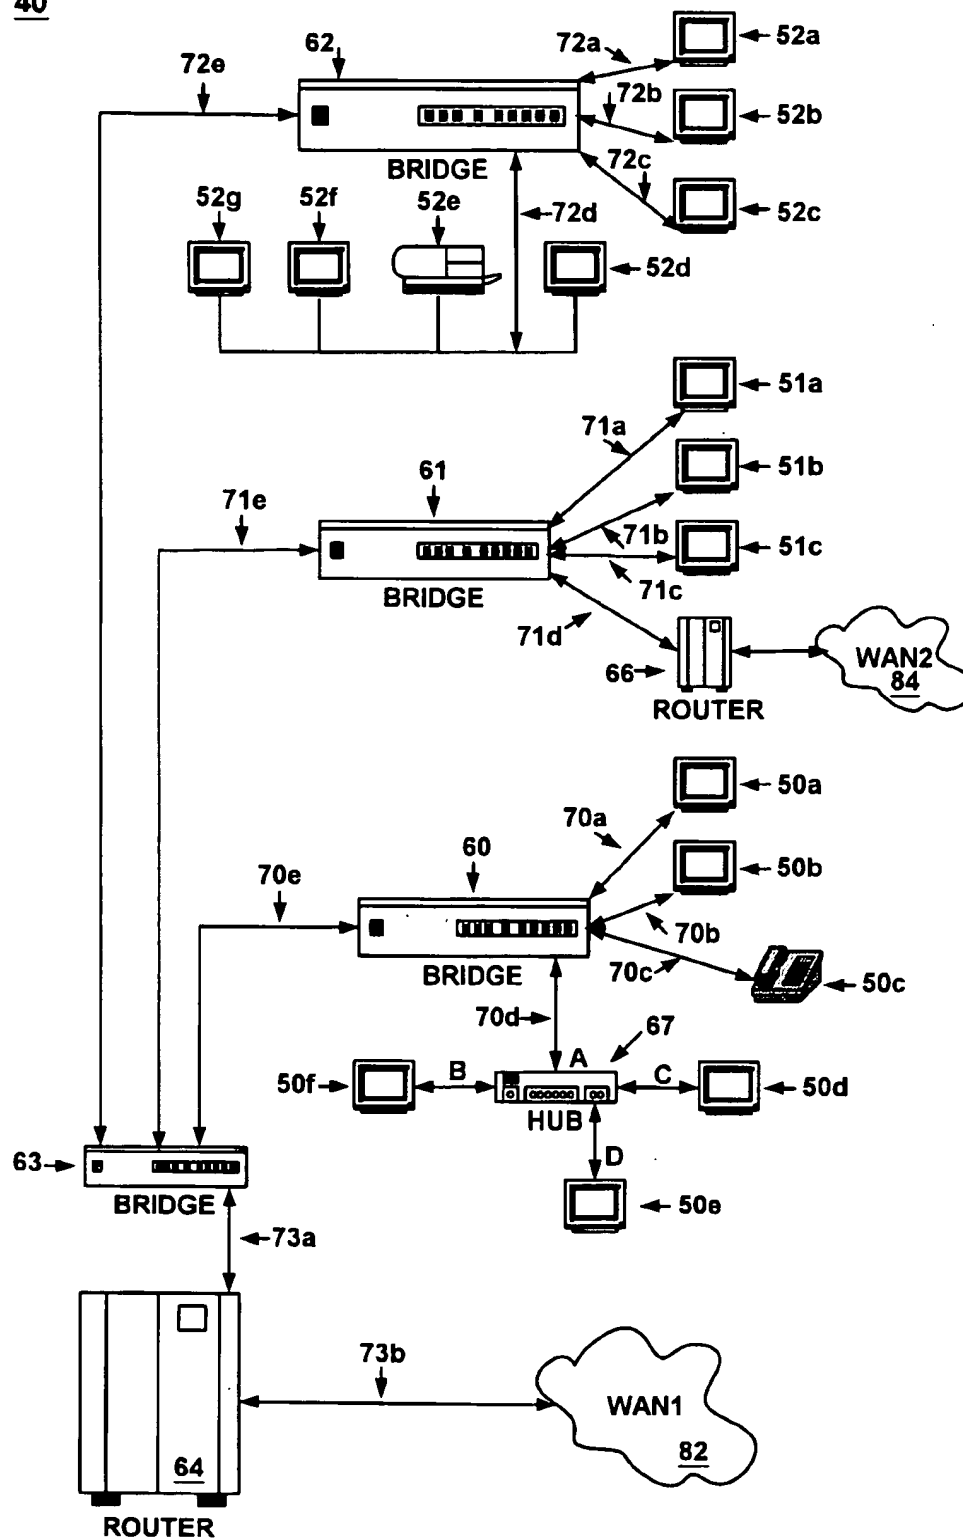 40
62
72a
52a
72e
72b
52b
BRIDGE
72c
52g
52f
52e
72d
52c
52d
51a
71a
61
51b
71e
71b
51c
BRIDGE
71c
71d
66
WAN2
84
ROUTER
50a
70a
60
50b
70e
70b
BRIDGE
70c
50c
70d
67
A
50f
B
C
50d
HUB
63
D
BRIDGE
50e
73a
73b
WAN1
64
82
ROUTER